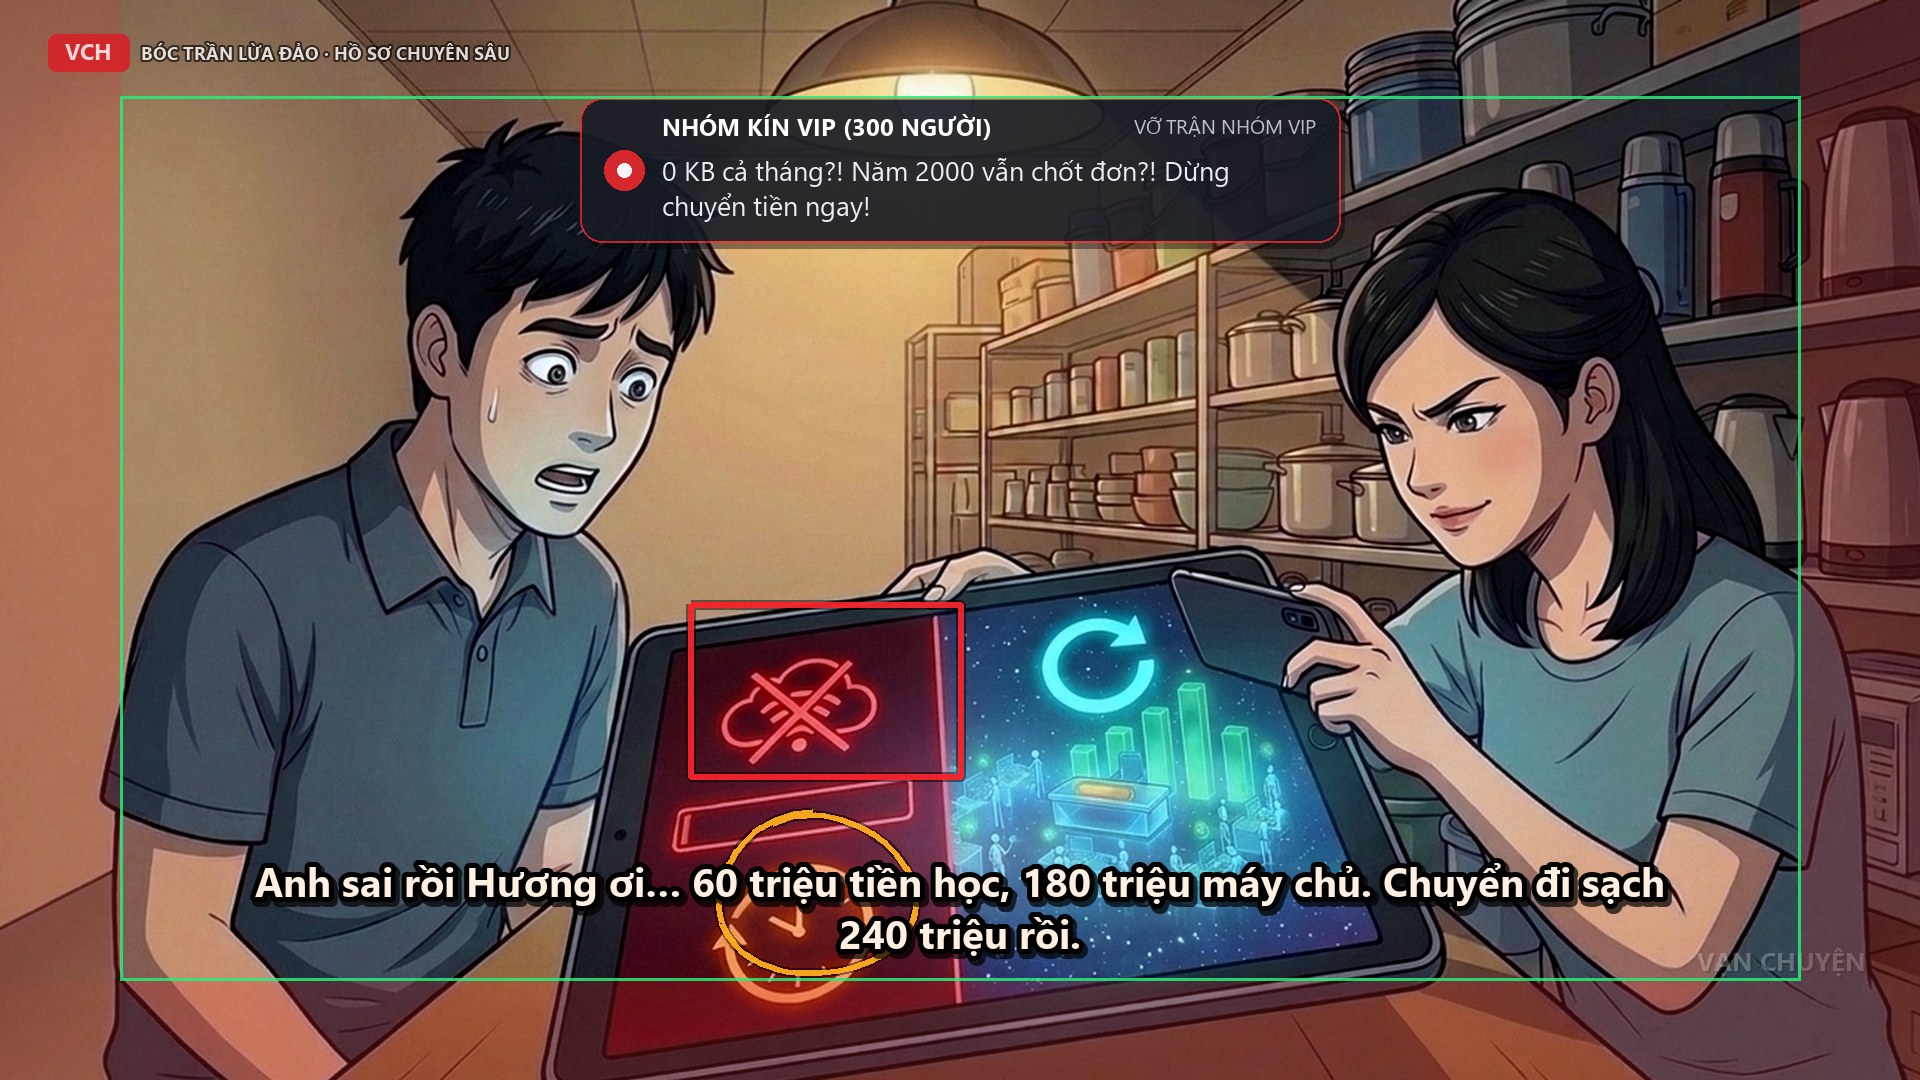 VCH BÓC TRẦN LỪA ĐẢO · HỒ SƠ CHUYÊN SÂU
NHÓM KÍN VIP (300 NGƯỜI) VỠ TRẬN NHÓM VIP
0 KB cả tháng?! Năm 2000 vẫn chốt đơn?! Dừng
chuyển tiền ngay!
Anh sai rồi Hương ơi... 60 triệu tiền học, 180 triệu máy chủ. Chuyển đi sạch
240 triệu rồi.
VẠN CHUYỆN